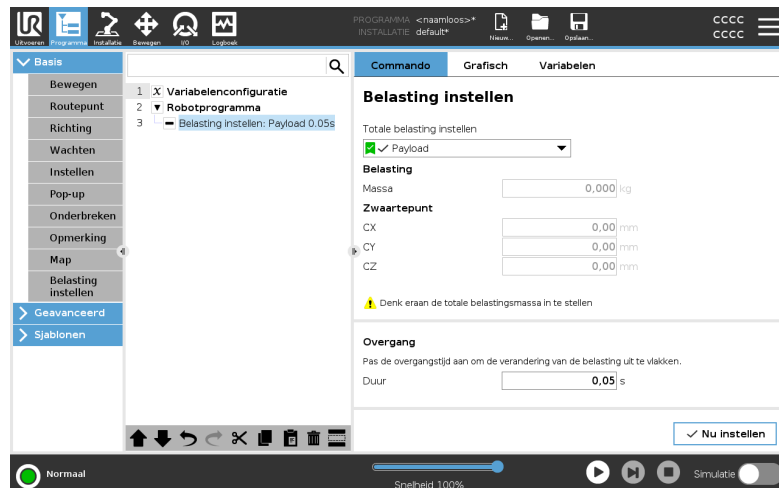 UR
PROGRAMMA <naamloos>*
INSTALLATIE default*
CCCC
CCCC
Uitvoeren Programma Installatie Bewegen I/O Logboek Nieuw... Openen... Opslaan...
Basis
Bewegen
Routepunt
Richting
Wachten
Instellen
Pop-up
Onderbreken
Opmerking
Map
Belasting
instellen
Geavanceerd
Sjablonen
1 X Variabelenconfiguratie
2 Robotprogramma
3 Belasting instellen: Payload 0.05s
Commando Grafisch Variabelen
Belasting instellen
Totale belasting instellen
Payload
Belasting
Massa 0,000 kg
Zwaartepunt
CX 0,00 mm
CY 0,00 mm
CZ 0,00 mm
Denk eraan de totale belastingsmassa in te stellen
Overgang
Pas de overgangstijd aan om de verandering van de belasting uit te vlakken.
Duur 0,05 s
Nu instellen
Normaal
Snelheid 100%
Simulatie